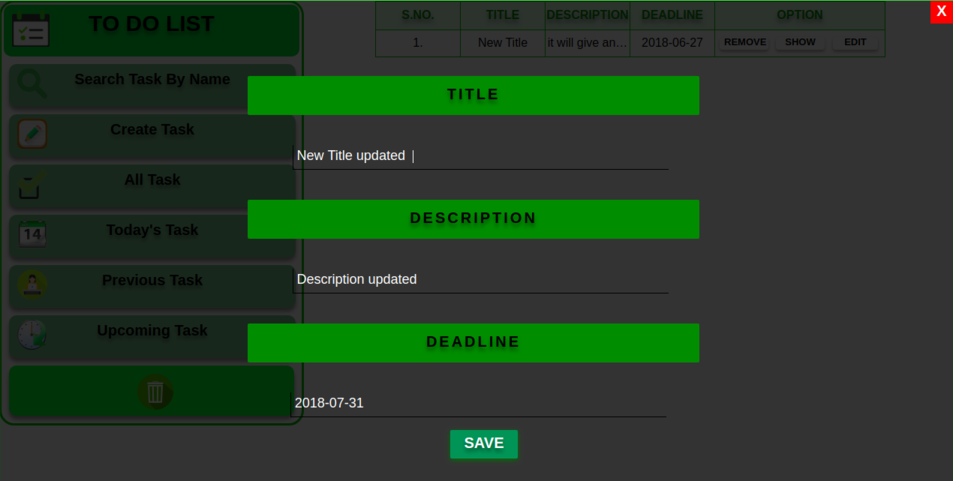 X
TO DO LIST
S.NO. TITLE DESCRIPTION DEADLINE OPTION
1. New Title it will give an... 2018-06-27 REMOVE SHOW EDIT
Search Task By Name
Create Task
All Task
14
Today's Task
Previous Task
Upcoming Task
TITLE
New Title updated
DESCRIPTION
Description updated
DEADLINE
2018-07-31
SAVE